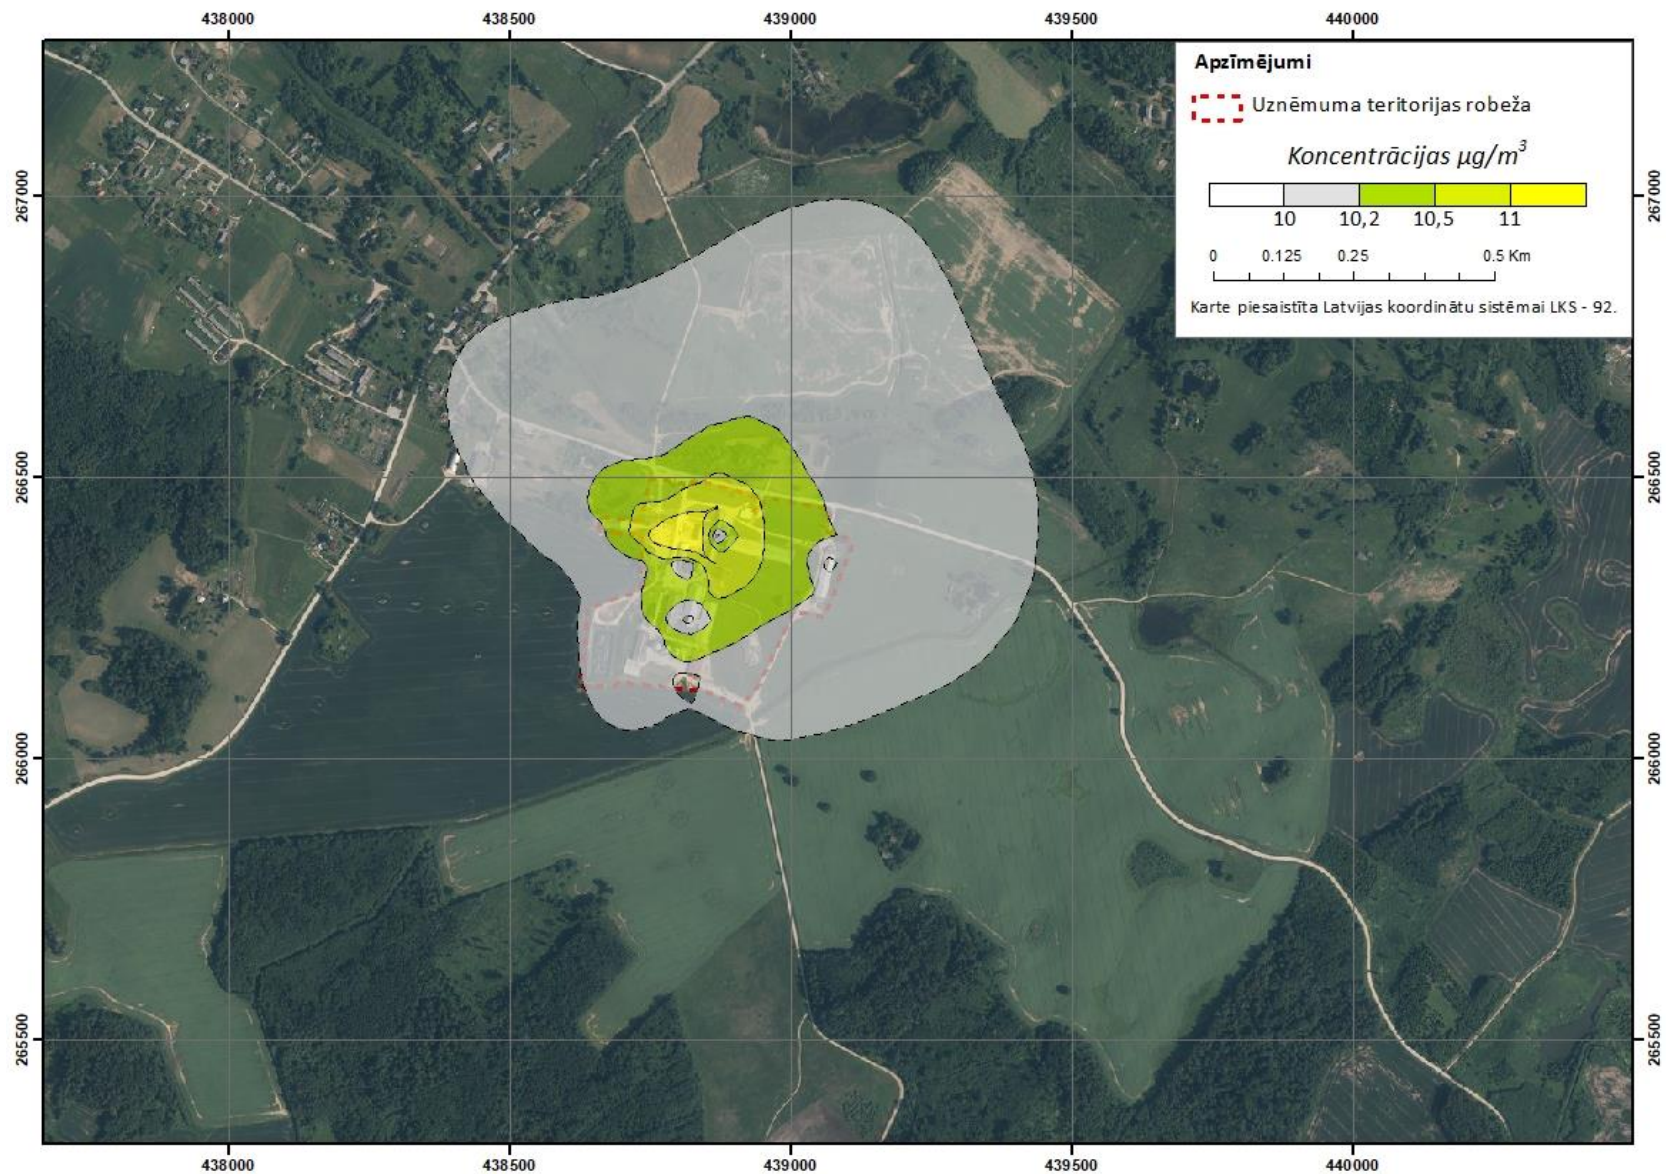 438000 438500 439000 439500 440000
Apzīmējumi
Uzņēmuma teritorijas robeža
Koncentrācijas µg/m³
10 10,2 10,5 11
0 0.125 0.25 0.5 Km
Karte piesaistīta Latvijas koordinātu sistēmai LKS - 92.
267000 267000
266500 266500
266000 266000
265500 265500
438000 438500 439000 439500 440000